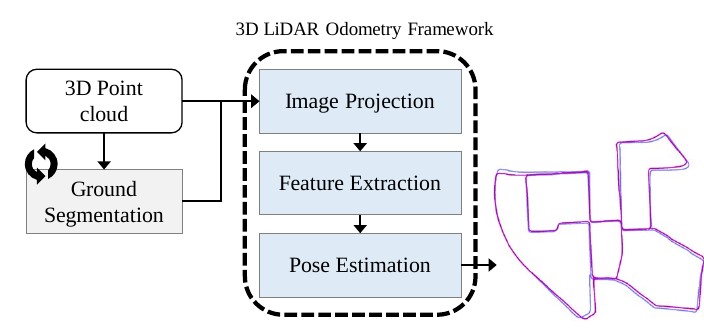 3D LiDAR Odometry Framework
3D Point
cloud
Ground
Segmentation
Image Projection
Feature Extraction
Pose Estimation